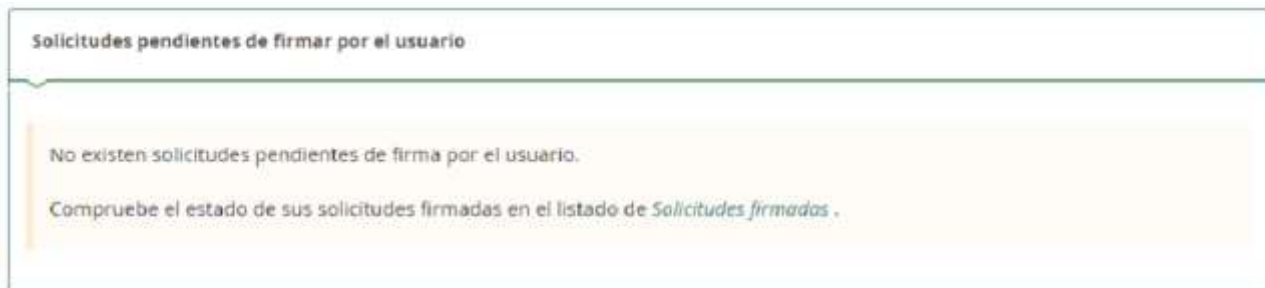 Solicitudes pendientes de firmar por el usuario
No existen solicitudes pendientes de firma por el usuario.
Compruebe el estado de sus solicitudes firmadas en el listado de Solicitudes firmadas .